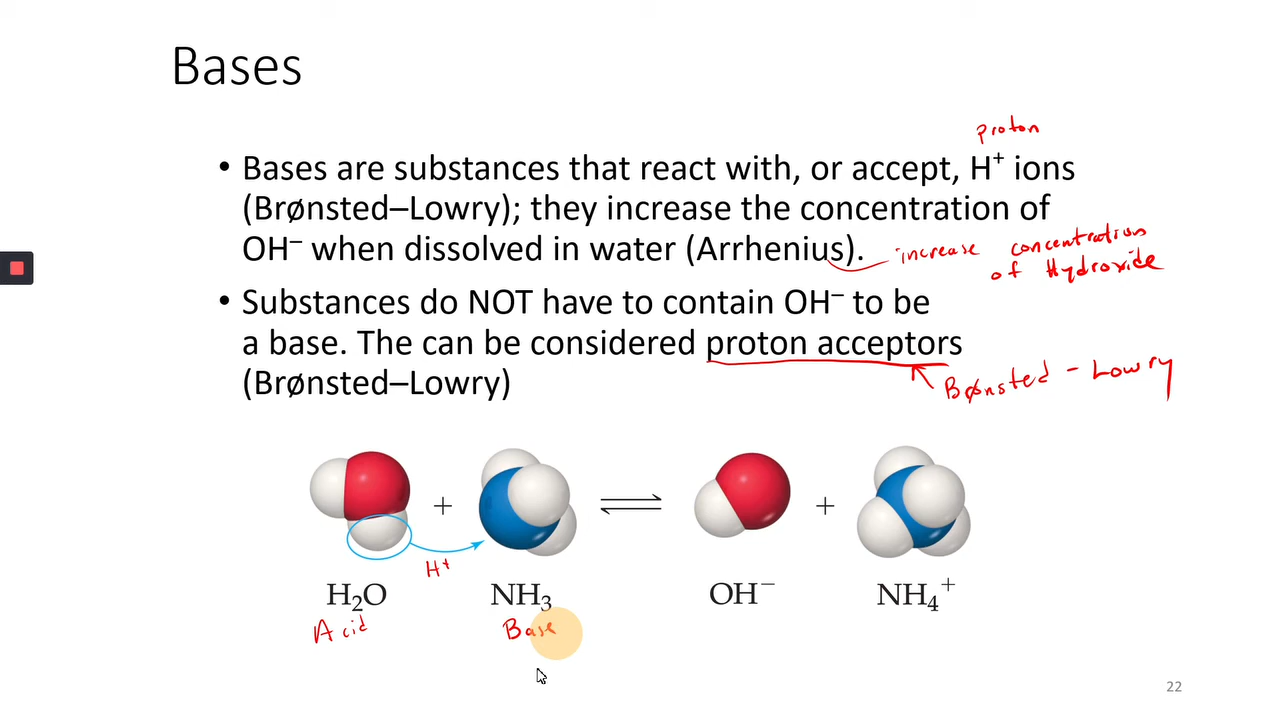 Bases
proton
• Bases are substances that react with, or accept, H⁺ ions
(Brønsted–Lowry); they increase the concentration of
OH⁻ when dissolved in water (Arrhenius).
increase concentration
of Hydroxide
• Substances do NOT have to contain OH⁻ to be
a base. The can be considered proton acceptors
(Brønsted–Lowry)
Bønsted - Lowry
+ ⇌ +
H⁺
H₂O NH₃ OH⁻ NH₄⁺
Acid Base
22